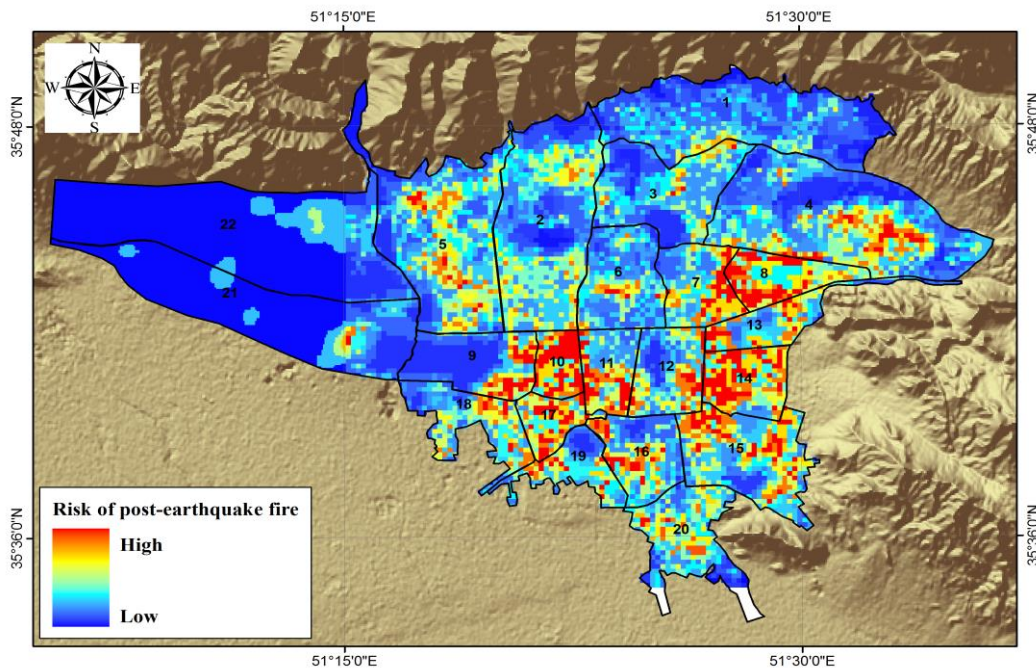 51°15'0"E 51°30'0"E
N
W E
S
35°48'0"N 35°48'0"N
1
3
4
2
22
5
6
7 8
21
13
9 10 11 12
14
18
17
15
16
19
20
Risk of post-earthquake fire
High
Low
35°36'0"N 35°36'0"N
51°15'0"E 51°30'0"E